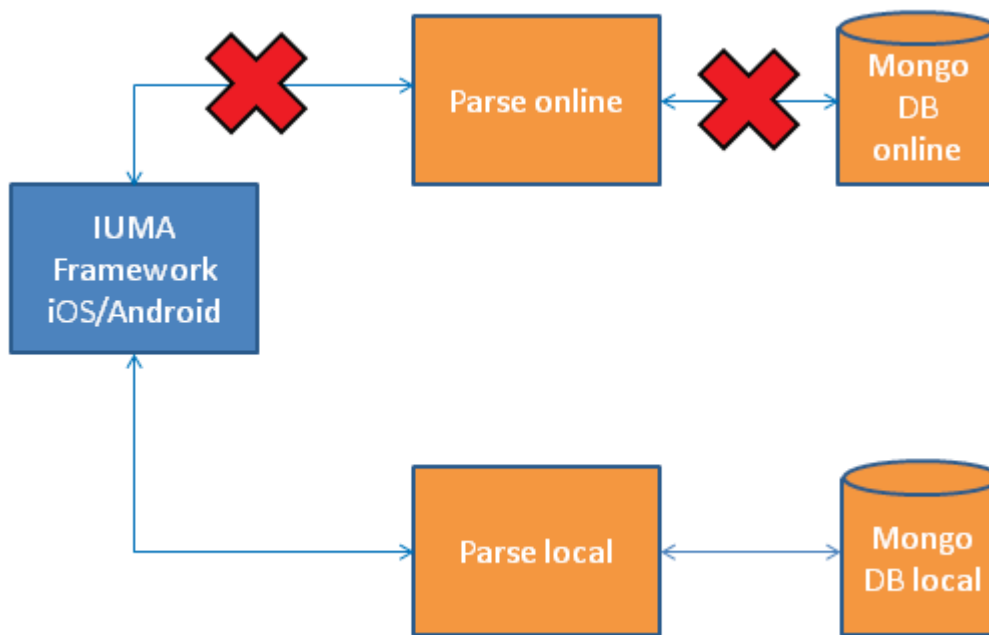 Parse online
Mongo
DB
online
IUMA
Framework
iOS/Android
Parse local
Mongo
DB local